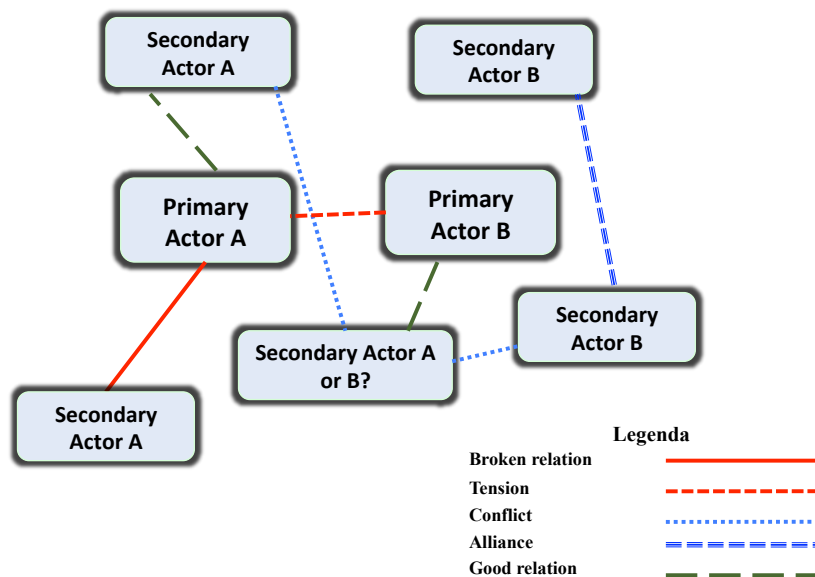 Secondary
Actor A
Secondary
Actor B
Primary
Actor A
Primary
Actor B
Secondary Actor A
or B?
Secondary
Actor B
Secondary
Actor A
Legenda
Broken relation
Tension
Conflict
Alliance
Good relation